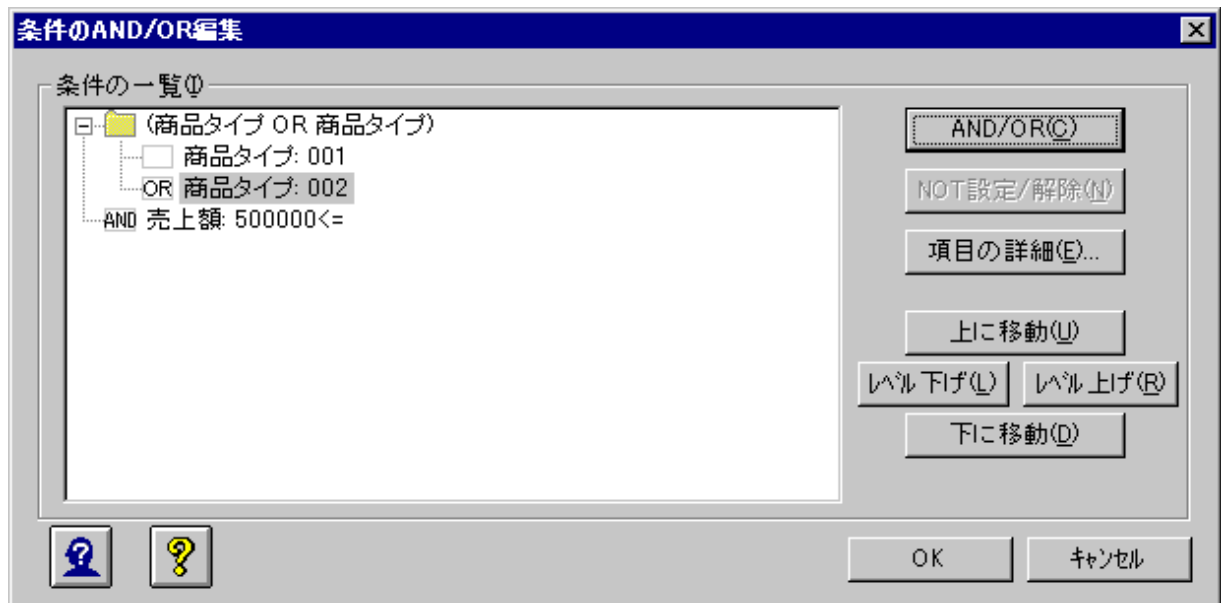 条件のAND/OR編集
条件の一覧(I)
(商品タイプ OR 商品タイプ)
商品タイプ: 001
OR 商品タイプ: 002
AND 売上額: 500000<=
AND/OR(C)
NOT設定/解除(N)
項目の詳細(E)...
上に移動(U)
ﾚﾍﾞﾙ下げ(L) ﾚﾍﾞﾙ上げ(R)
下に移動(D)
OK ｷｬﾝｾﾙ